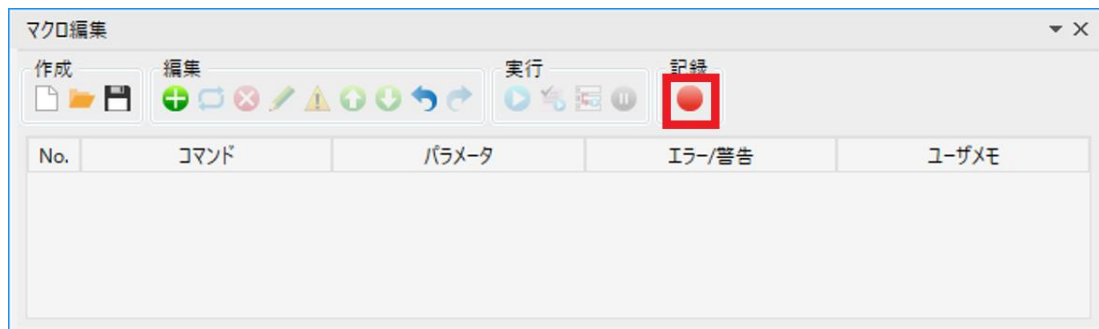 マクロ編集
作成 編集 実行 記録
No. コマンド パラメータ エラー/警告 ユーザメモ